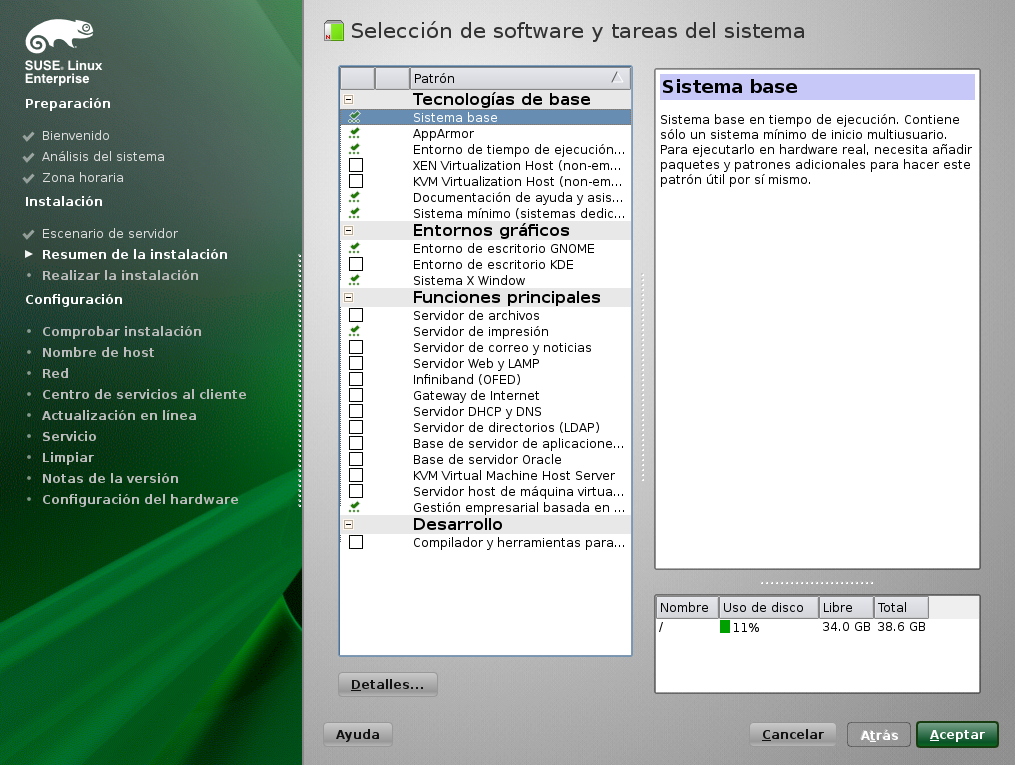 SUSE. Linux
Enterprise
Preparación
Bienvenido
Análisis del sistema
Zona horaria
Instalación
Escenario de servidor
Resumen de la instalación
Realizar la instalación
Configuración
Comprobar instalación
Nombre de host
Red
Centro de servicios al cliente
Actualización en línea
Servicio
Limpiar
Notas de la versión
Configuración del hardware
Selección de software y tareas del sistema
Patrón
Tecnologías de base
Sistema base
AppArmor
Entorno de tiempo de ejecución...
XEN Virtualization Host (non-em...
KVM Virtualization Host (non-em...
Documentación de ayuda y asis...
Sistema mínimo (sistemas dedic...
Entornos gráficos
Entorno de escritorio GNOME
Entorno de escritorio KDE
Sistema X Window
Funciones principales
Servidor de archivos
Servidor de impresión
Servidor de correo y noticias
Servidor Web y LAMP
Infiniband (OFED)
Gateway de Internet
Servidor DHCP y DNS
Servidor de directorios (LDAP)
Base de servidor de aplicacione...
Base de servidor Oracle
KVM Virtual Machine Host Server
Servidor host de máquina virtua...
Gestión empresarial basada en ...
Desarrollo
Compilador y herramientas para...
Detalles...
Sistema base
Sistema base en tiempo de ejecución. Contiene
sólo un sistema mínimo de inicio multiusuario.
Para ejecutarlo en hardware real, necesita añadir
paquetes y patrones adicionales para hacer este
patrón útil por sí mismo.
Nombre Uso de disco Libre Total
/ 11% 34.0 GB 38.6 GB
Ayuda Cancelar Atrás Aceptar